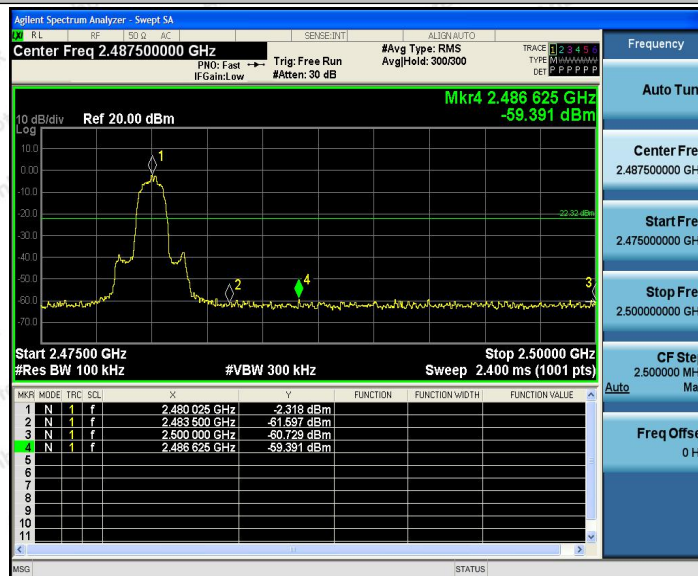 Agilent Spectrum Analyzer - Swept SA
LXI RL RF 50 Ω AC SENSE:INT ALIGN AUTO
Center Freq 2.487500000 GHz
PNO: Fast IFGain:Low
Trig: Free Run #Atten: 30 dB
#Avg Type: RMS Avg|Hold: 300/300
TRACE 1 2 3 4 5 6
TYPE M WWWWW
DET P P P P P P
Mkr4 2.486 625 GHz
-59.391 dBm
10 dB/div Ref 20.00 dBm
Log
10.0
0.00
-10.0
-20.0
-30.0
-40.0
-50.0
-60.0
-70.0
1
2
4
3
-22.32 dBm
Start 2.47500 GHz Stop 2.50000 GHz
#Res BW 100 kHz #VBW 300 kHz Sweep 2.400 ms (1001 pts)
MKR MODE TRC SCL X Y FUNCTION FUNCTION WIDTH FUNCTION VALUE
1 N 1 f 2.480 025 GHz -2.318 dBm
2 N 1 f 2.483 500 GHz -61.597 dBm
3 N 1 f 2.500 000 GHz -60.729 dBm
4 N 1 f 2.486 625 GHz -59.391 dBm
5
6
7
8
9
10
11
MSG STATUS
Frequency
Auto Tun
Center Fre
2.487500000 GH
Start Fre
2.475000000 GH
Stop Fre
2.500000000 GH
CF Ste
2.500000 MH
Auto Ma
Freq Offse
0 H